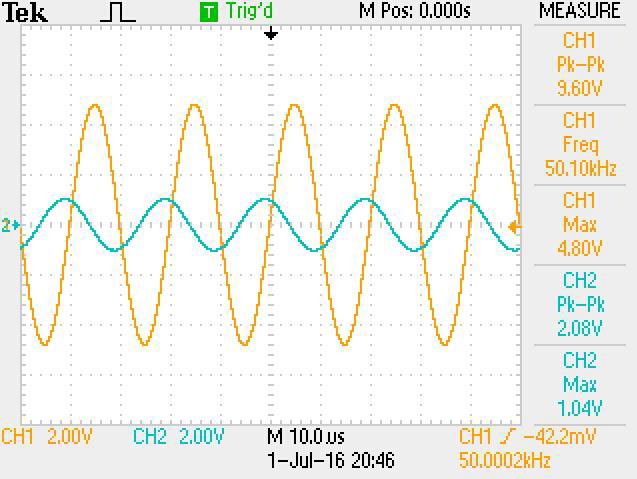 Tek T Trig'd M Pos: 0.000s MEASURE
CH1
Pk-Pk
9.60V
CH1
Freq
50.10kHz
CH1
Max
4.80V
2
CH2
Pk-Pk
2.08V
CH2
Max
1.04V
CH1 2.00V CH2 2.00V M 10.0us CH1 -42.2mV
1-Jul-16 20:46 50.0002kHz